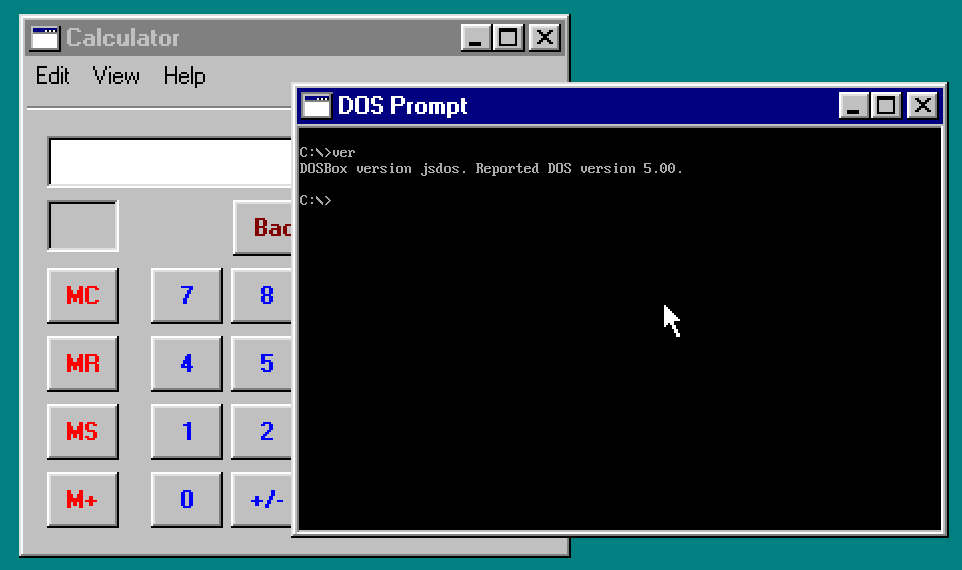 Calculator
Edit View Help
DOS Prompt
C:\>ver
DOSBox version jsdos. Reported DOS version 5.00.
C:\>
Bac
MC 7 8
MR 4 5
MS 1 2
M+ 0 +/-